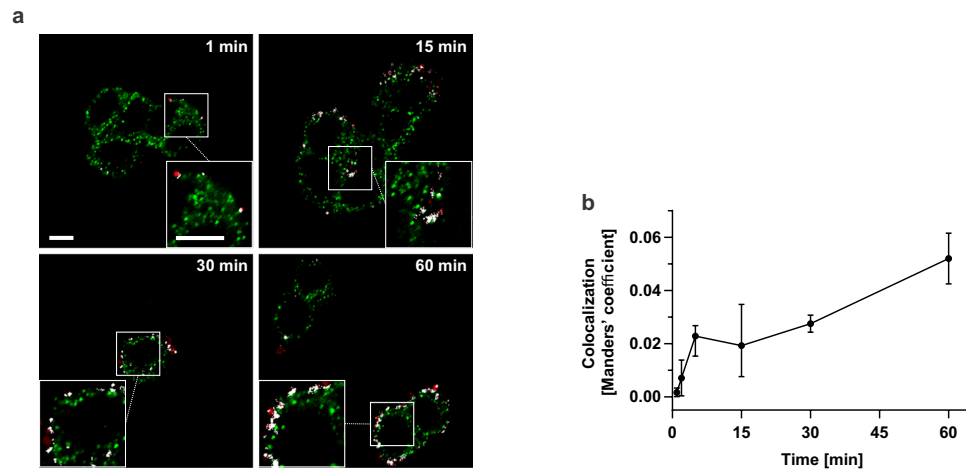 a
1 min
15 min
30 min
60 min
b
Colocalization
[Manders' coefficient]
0.06
0.04
0.02
0.00
0
15
30
45
60
Time [min]